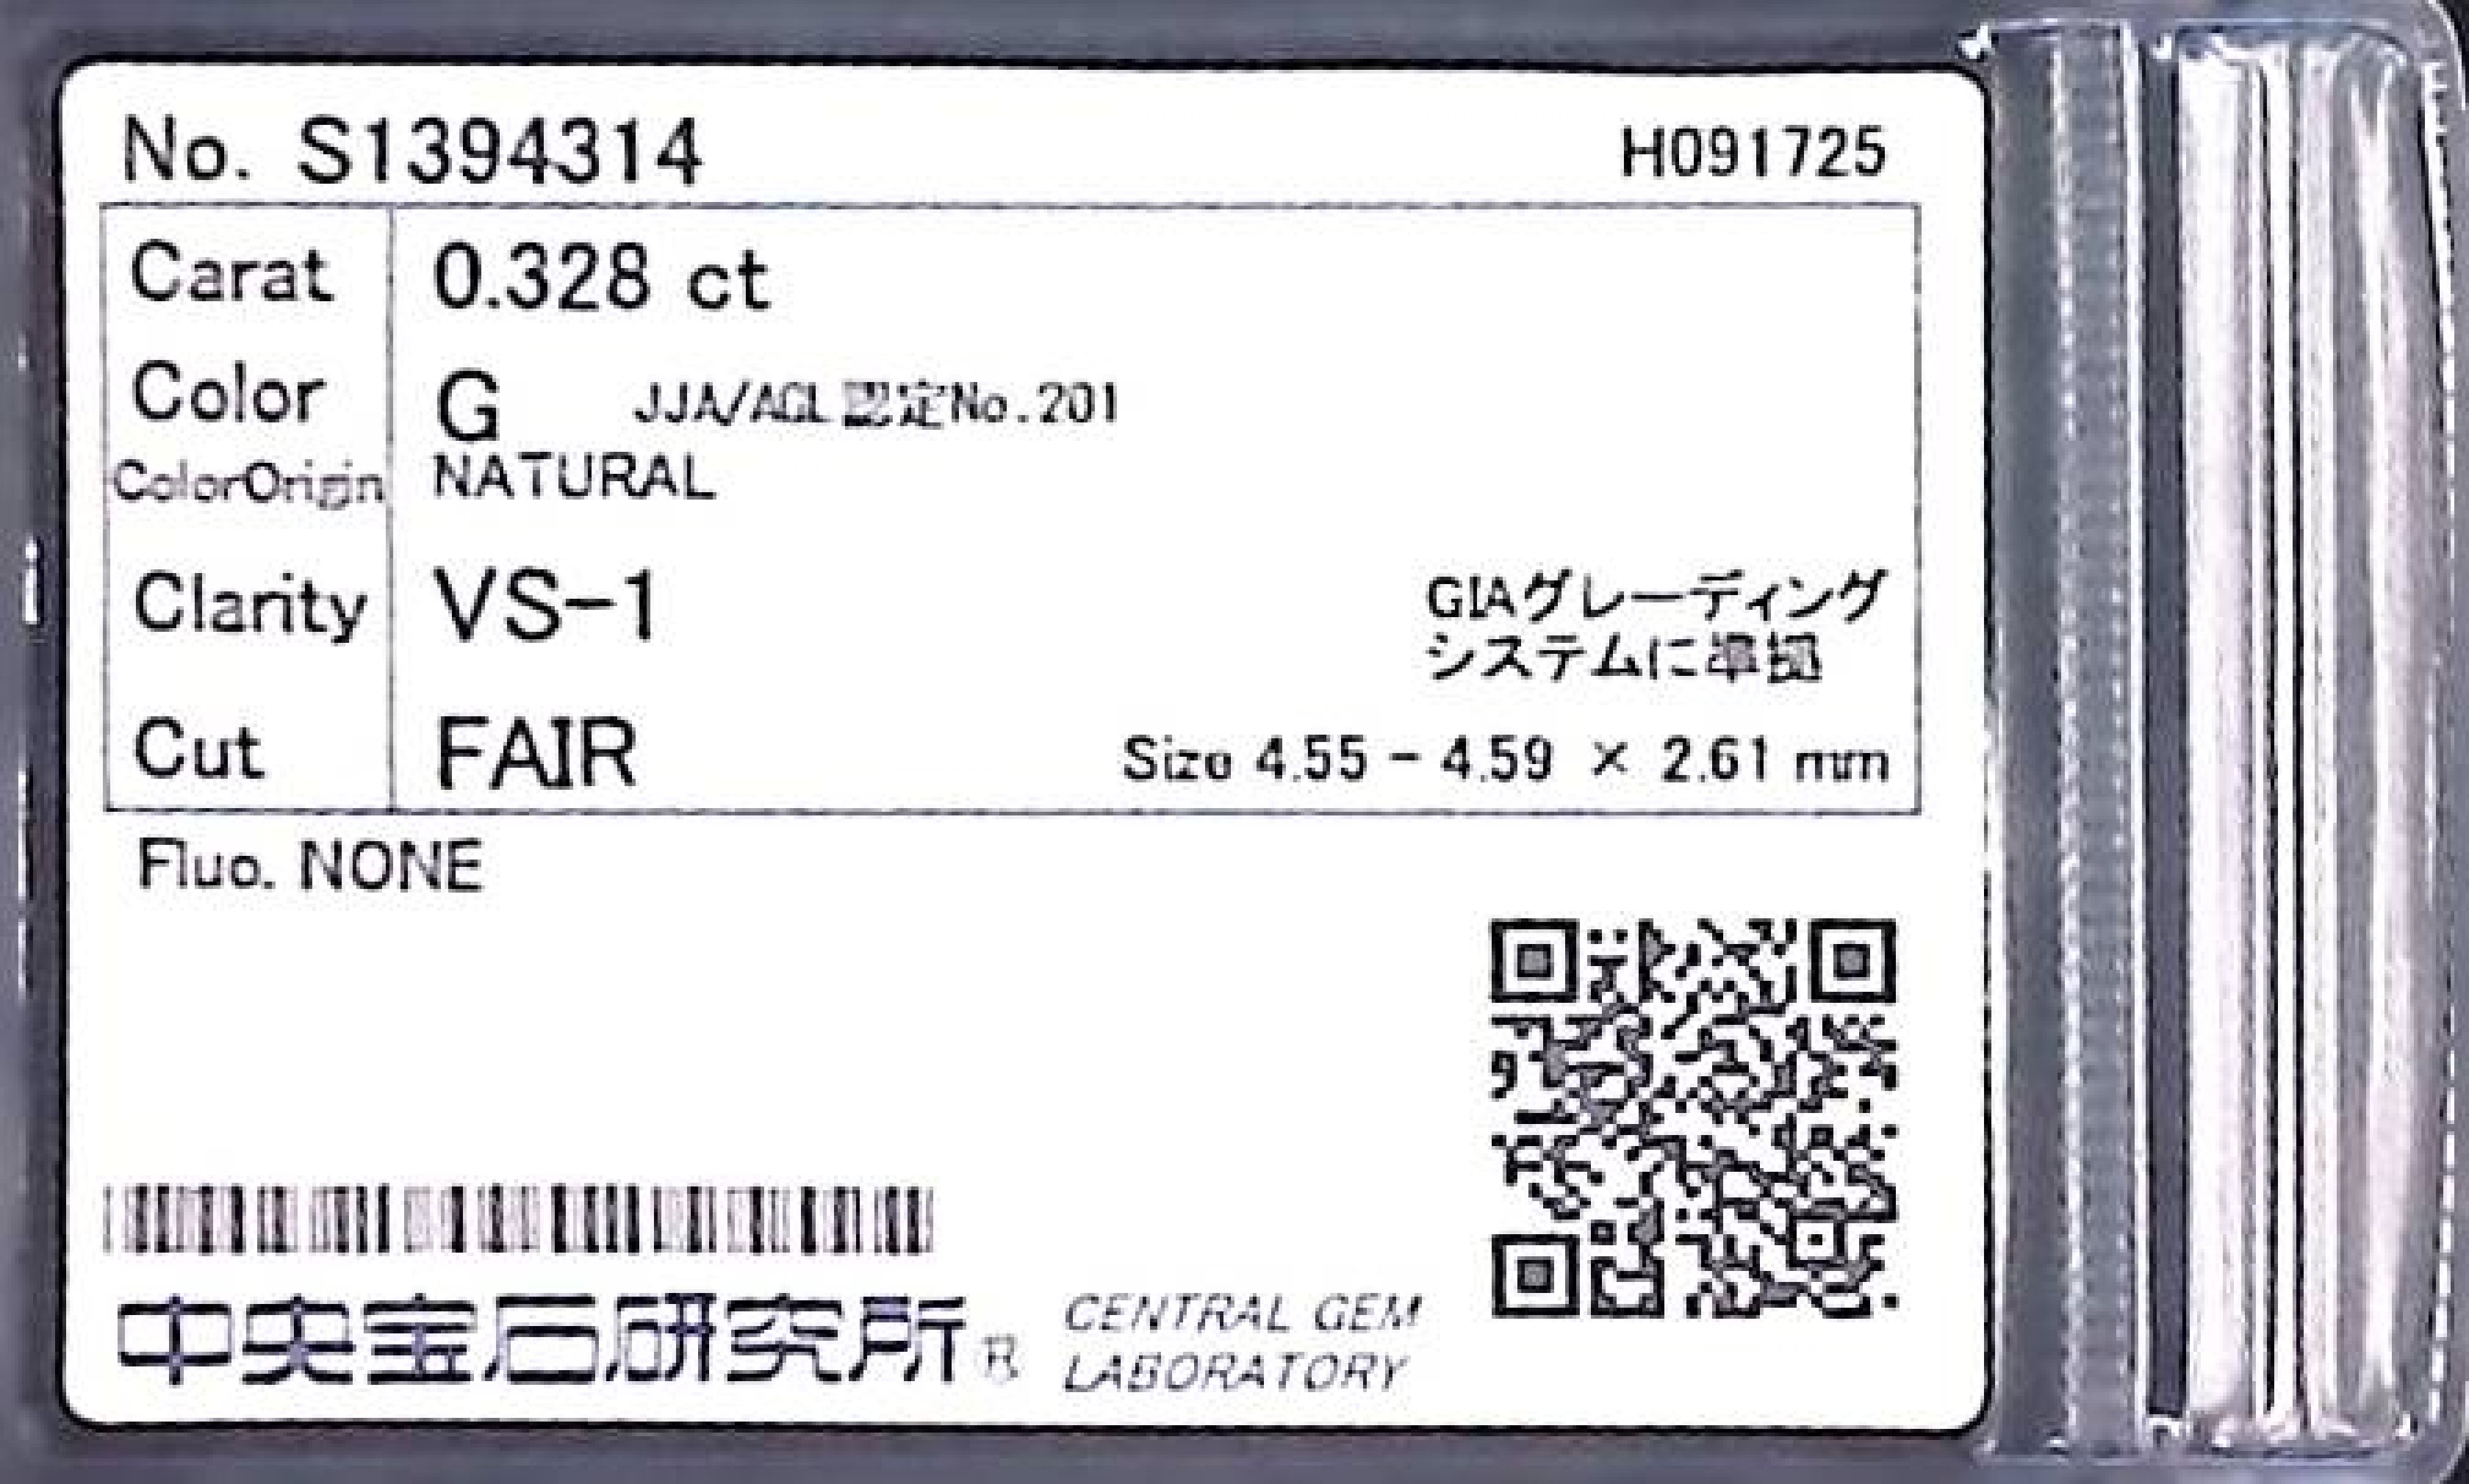 No. S1394314 H091725
Carat 0.328 ct
Color G JJA/AGL認定No.201
ColorOrigin NATURAL
Clarity VS-1
GIAグレーディング
システムに準拠
Cut FAIR Size 4.55 - 4.59 × 2.61 mm
Fluo. NONE
中央宝石研究所® CENTRAL GEM
LABORATORY